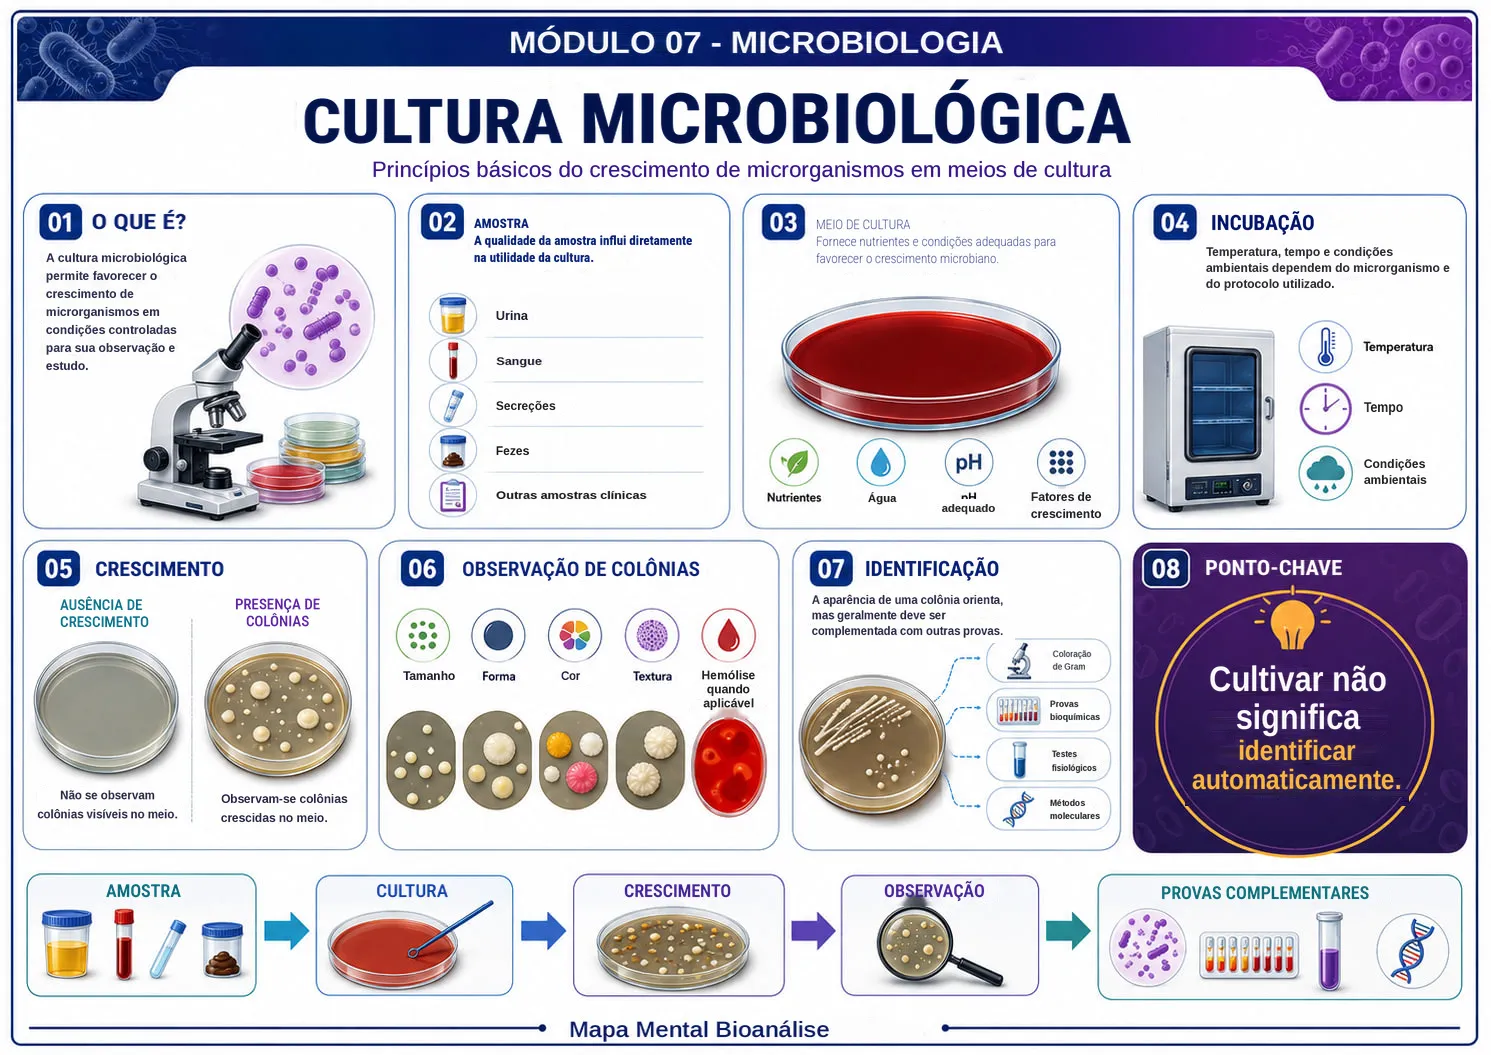 MÓDULO 07 - MICROBIOLOGIA
CULTURA MICROBIOLÓGICA
Princípios básicos do crescimento de microrganismos em meios de cultura
01 O QUE É?
A cultura microbiológica
permite favorecer o
crescimento de
microrganismos em
condições controladas
para sua observação e
estudo.
02 AMOSTRA
A qualidade da amostra influi diretamente
na utilidade da cultura.
Urina
Sangue
Secreções
Fezes
Outras amostras clínicas
03 MEIO DE CULTURA
Fornece nutrientes e condições adequadas para
favorecer o crescimento microbiano.
pH
Nutrientes
Água
pH
adequado
Fatores de
crescimento
04 INCUBAÇÃO
Temperatura, tempo e condições
ambientais dependem do microrganismo e
do protocolo utilizado.
Temperatura
Tempo
Condições
ambientais
05 CRESCIMENTO
AUSÊNCIA DE
CRESCIMENTO
Não se observam
colônias visíveis no meio.
PRESENÇA DE
COLÔNIAS
Observam-se colônias
crescidas no meio.
06 OBSERVAÇÃO DE COLÔNIAS
Tamanho
Forma
Cor
Textura
Hemólise
quando
aplicável
07 IDENTIFICAÇÃO
A aparência de uma colônia orienta,
mas geralmente deve ser
complementada com outras provas.
Coloração
de Gram
Provas
bioquímicas
Testes
fisiológicos
Métodos
moleculares
08 PONTO-CHAVE
Cultivar não
significa
identificar
automaticamente.
AMOSTRA
CULTURA
CRESCIMENTO
OBSERVAÇÃO
PROVAS COMPLEMENTARES
Mapa Mental Bioanálise